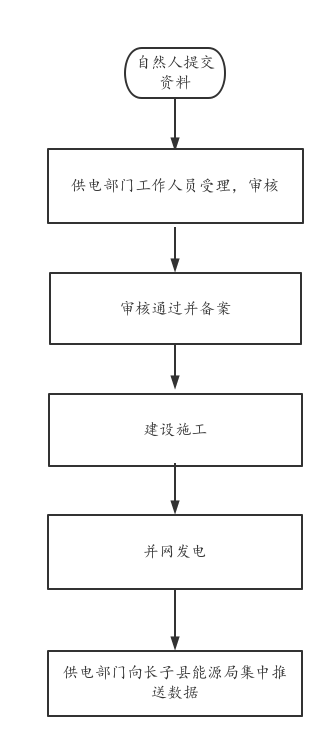 自然人提交
资料
供电部门工作人员受理，审核
审核通过并备案
建设施工
并网发电
供电部门向长子县能源局集中推
送数据